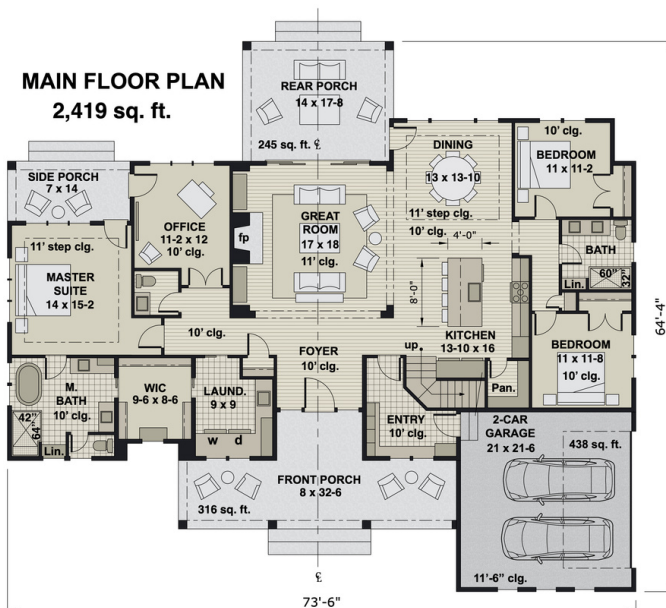 MAIN FLOOR PLAN
2,419 sq. ft.
REAR PORCH
14 x 17-8
245 sq. ft. ℄
SIDE PORCH
7 x 14
OFFICE
11-2 x 12
10' clg.
fp
GREAT
ROOM
17 x 18
11' clg.
DINING
13 x 13-10
11' step clg.
10' clg.
10' clg.
BEDROOM
11 x 11-2
BATH
60"
32"
Lin.
11' step clg.
MASTER
SUITE
14 x 15-2
4'-0"
8'-0"
KITCHEN
13-10 x 16
10' clg.
FOYER
10' clg.
up
Pan.
BEDROOM
11 x 11-8
10' clg.
M.
BATH
10' clg.
42"
64"
Lin.
WIC
9-6 x 8-6
LAUND.
9 x 9
w d
ENTRY
10' clg.
2-CAR
GARAGE
21 x 21-6
438 sq. ft.
11'-6" clg.
FRONT PORCH
8 x 32-6
316 sq. ft.
℄
73'-6"
64'-4"